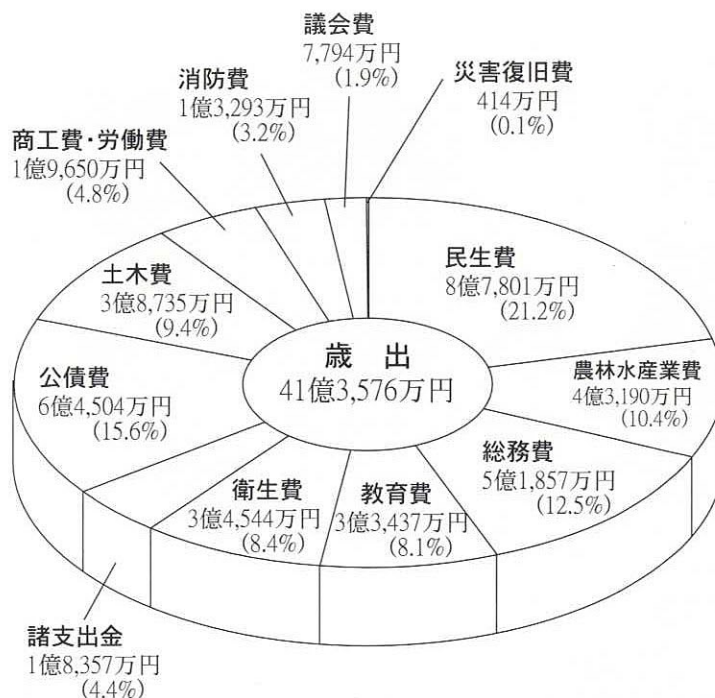 議会費
7,794万円
(1.9%)
災害復旧費
414万円
(0.1%)
消防費
1億3,293万円
(3.2%)
商工費・労働費
1億9,650万円
(4.8%)
土木費
3億8,735万円
(9.4%)
民生費
8億7,801万円
(21.2%)
歳 出
41億3,576万円
公債費
6億4,504万円
(15.6%)
農林水産業費
4億3,190万円
(10.4%)
総務費
5億1,857万円
(12.5%)
衛生費
3億4,544万円
(8.4%)
教育費
3億3,437万円
(8.1%)
諸支出金
1億8,357万円
(4.4%)